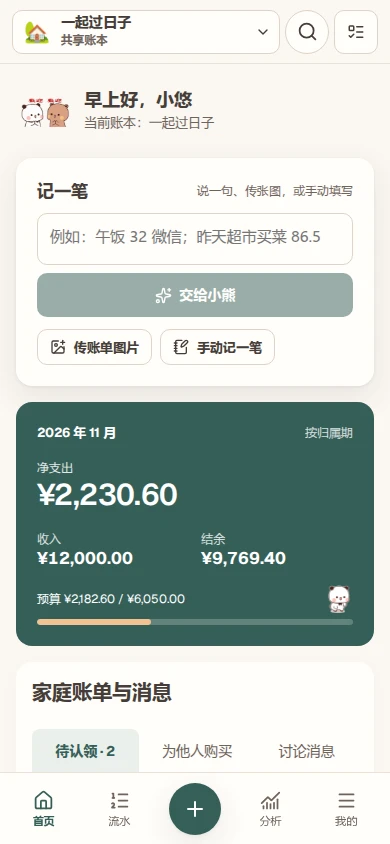 一起过日子
共享账本
早上好，小悠
当前账本：一起过日子
记一笔
说一句、传张图，或手动填写
例如：午饭 32 微信；昨天超市买菜 86.5
交给小熊
传账单图片
手动记一笔
2026 年 11 月
按归属期
净支出
¥2,230.60
收入
结余
¥12,000.00
¥9,769.40
预算 ¥2,182.60 / ¥6,050.00
家庭账单与消息
待认领 · 2
为他人购买
讨论消息
首页
流水
分析
我的